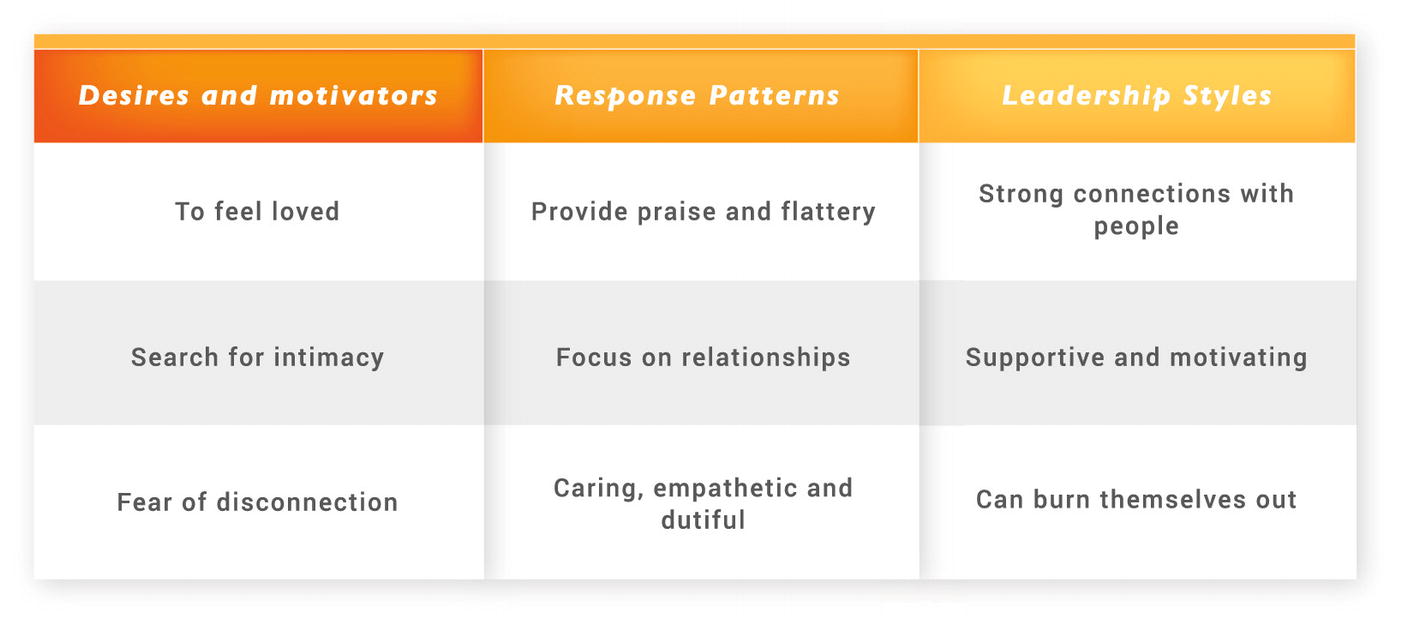 Desires and motivators
Response Patterns
Leadership Styles
To feel loved
Provide praise and flattery
Strong connections with
people
Search for intimacy
Focus on relationships
Supportive and motivating
Fear of disconnection
Caring, empathetic and
dutiful
Can burn themselves out